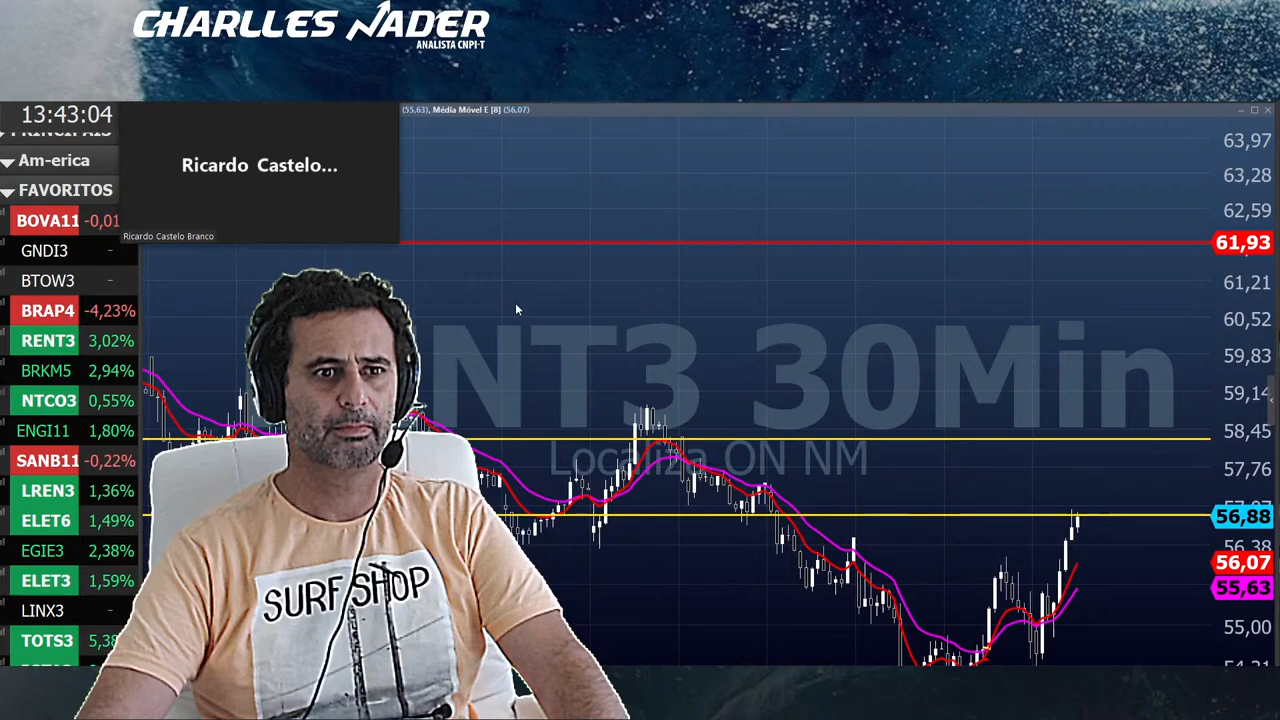 CHARLLES NADER
ANALISTA CNPI-T
13:43:04
PRINCIPAIS
Am-erica
FAVORITOS
BOVA11 -0,01
GNDI3 -
BTOW3 -
BRAP4 -4,23%
RENT3 3,02%
BRKM5 2,94%
NTCO3 0,55%
ENGI11 1,80%
SANB11 -0,22%
LREN3 1,36%
ELET6 1,49%
EGIE3 2,38%
ELET3 1,59%
LINX3 -
TOTS3 5,38
Ricardo Castelo...
Ricardo Castelo Branco
(55,63), Média Móvel E [8] (56,07)
NT3 30Min
Localiza ON NM
63,97
63,28
62,59
61,93
61,21
60,52
59,83
59,14
58,45
57,76
56,88
56,38
56,07
55,63
55,00
54,31
SURF SHOP